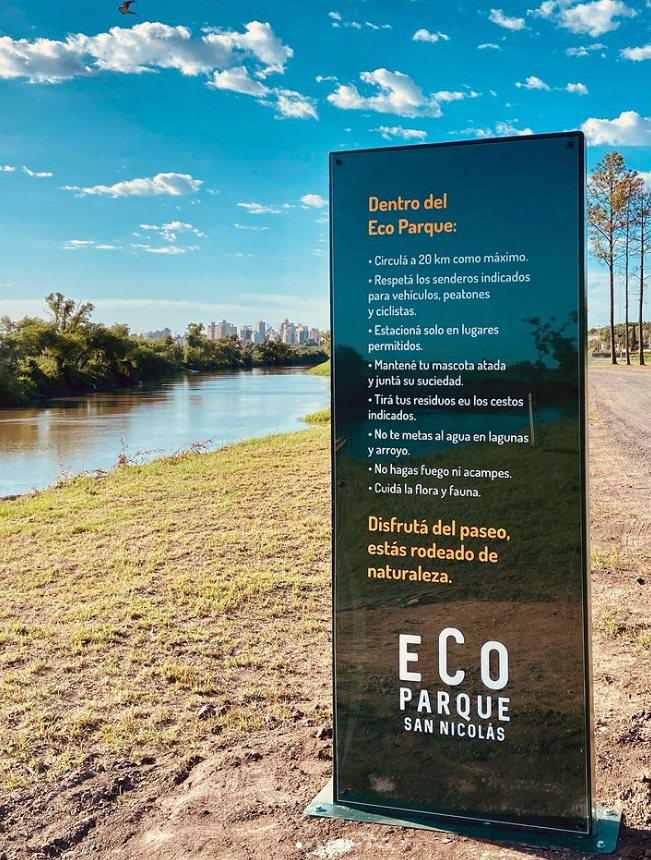 Dentro del
Eco Parque:
• Circulá a 20 km como máximo.
• Respetá los senderos indicados
para vehículos, peatones
y ciclistas.
• Estacioná solo en lugares
permitidos.
• Mantené tu mascota atada
y juntá su suciedad.
• Tirá tus residuos eu los cestos
indicados.
• No te metas al agua en lagunas
y arroyo.
• No hagas fuego ni acampes.
• Cuidá la flora y fauna.
Disfrutá del paseo,
estás rodeado de
naturaleza.
ECO
PARQUE
SAN NICOLÁS